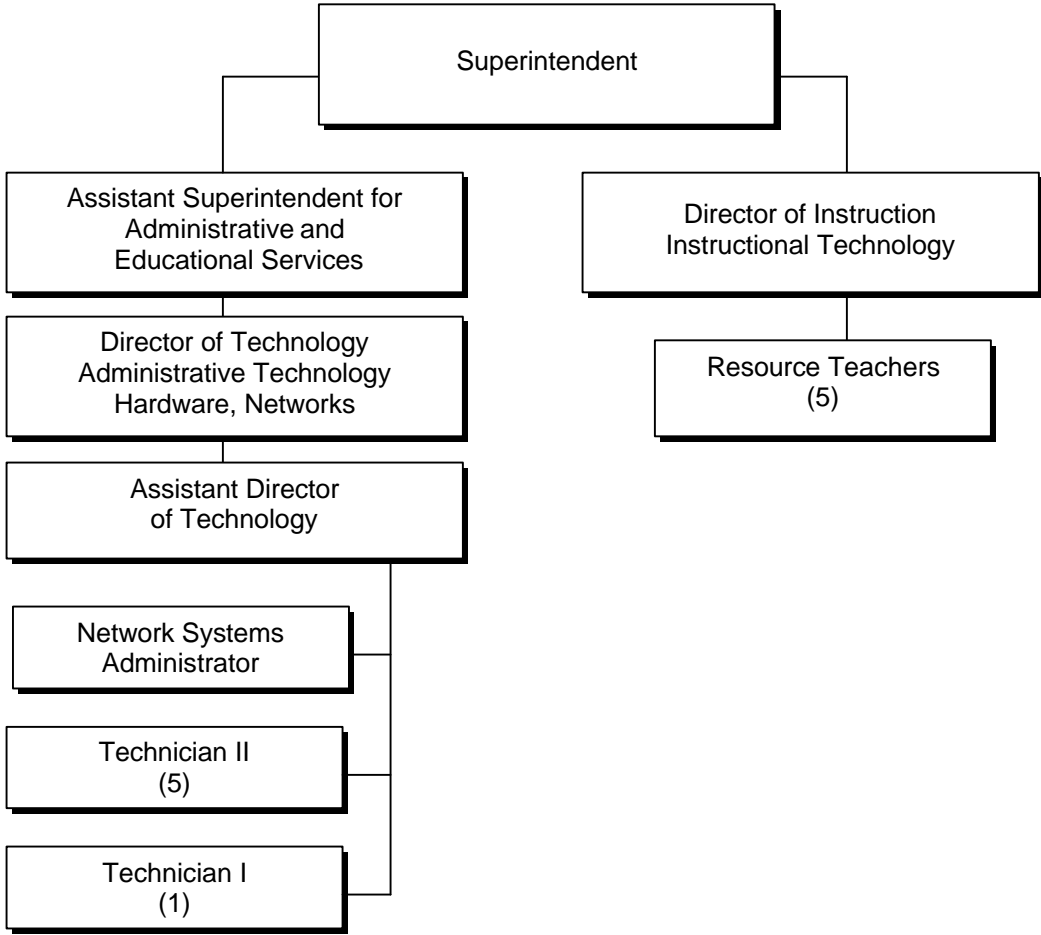 Superintendent
Assistant Superintendent for
Administrative and
Educational Services
Director of Instruction
Instructional Technology
Director of Technology
Administrative Technology
Hardware, Networks
Resource Teachers
(5)
Assistant Director
of Technology
Network Systems
Administrator
Technician II
(5)
Technician I
(1)